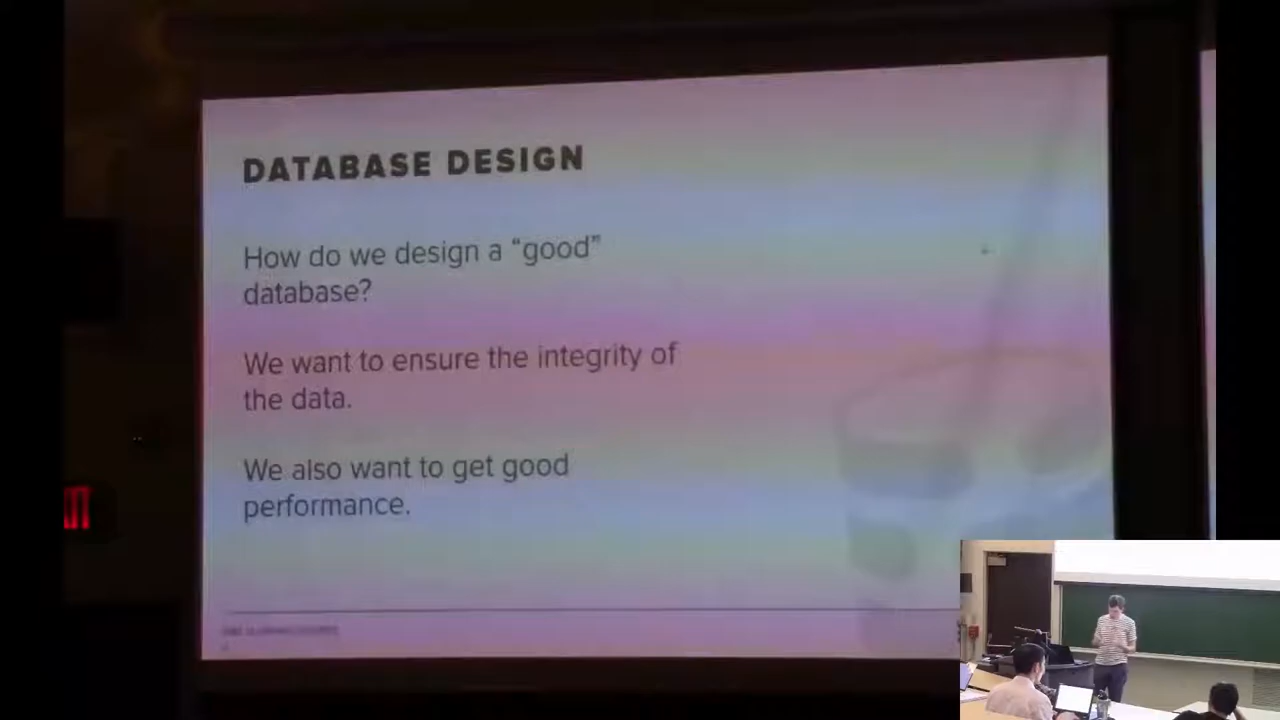 DATABASE DESIGN
How do we design a “good”
database?
We want to ensure the integrity of
the data.
We also want to get good
performance.